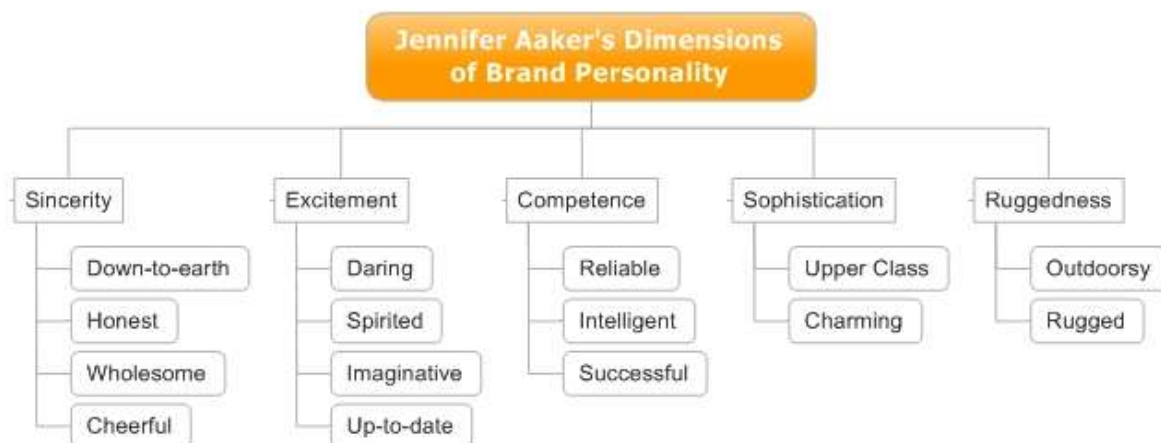 Jennifer Aaker's Dimensions
of Brand Personality
Sincerity
Down-to-earth
Honest
Wholesome
Cheerful
Excitement
Daring
Spirited
Imaginative
Up-to-date
Competence
Reliable
Intelligent
Successful
Sophistication
Upper Class
Charming
Ruggedness
Outdoorsy
Rugged